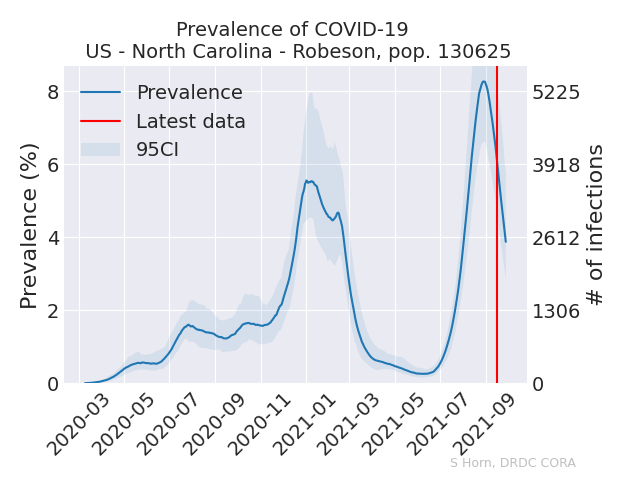 Prevalence of COVID-19
US - North Carolina - Robeson, pop. 130625
Prevalence
Latest data
95CI
Prevalence (%)
8
6
4
2
0
5225
3918
2612
1306
0
# of infections
2020-03
2020-05
2020-07
2020-09
2020-11
2021-01
2021-03
2021-05
2021-07
2021-09
S Horn, DRDC CORA